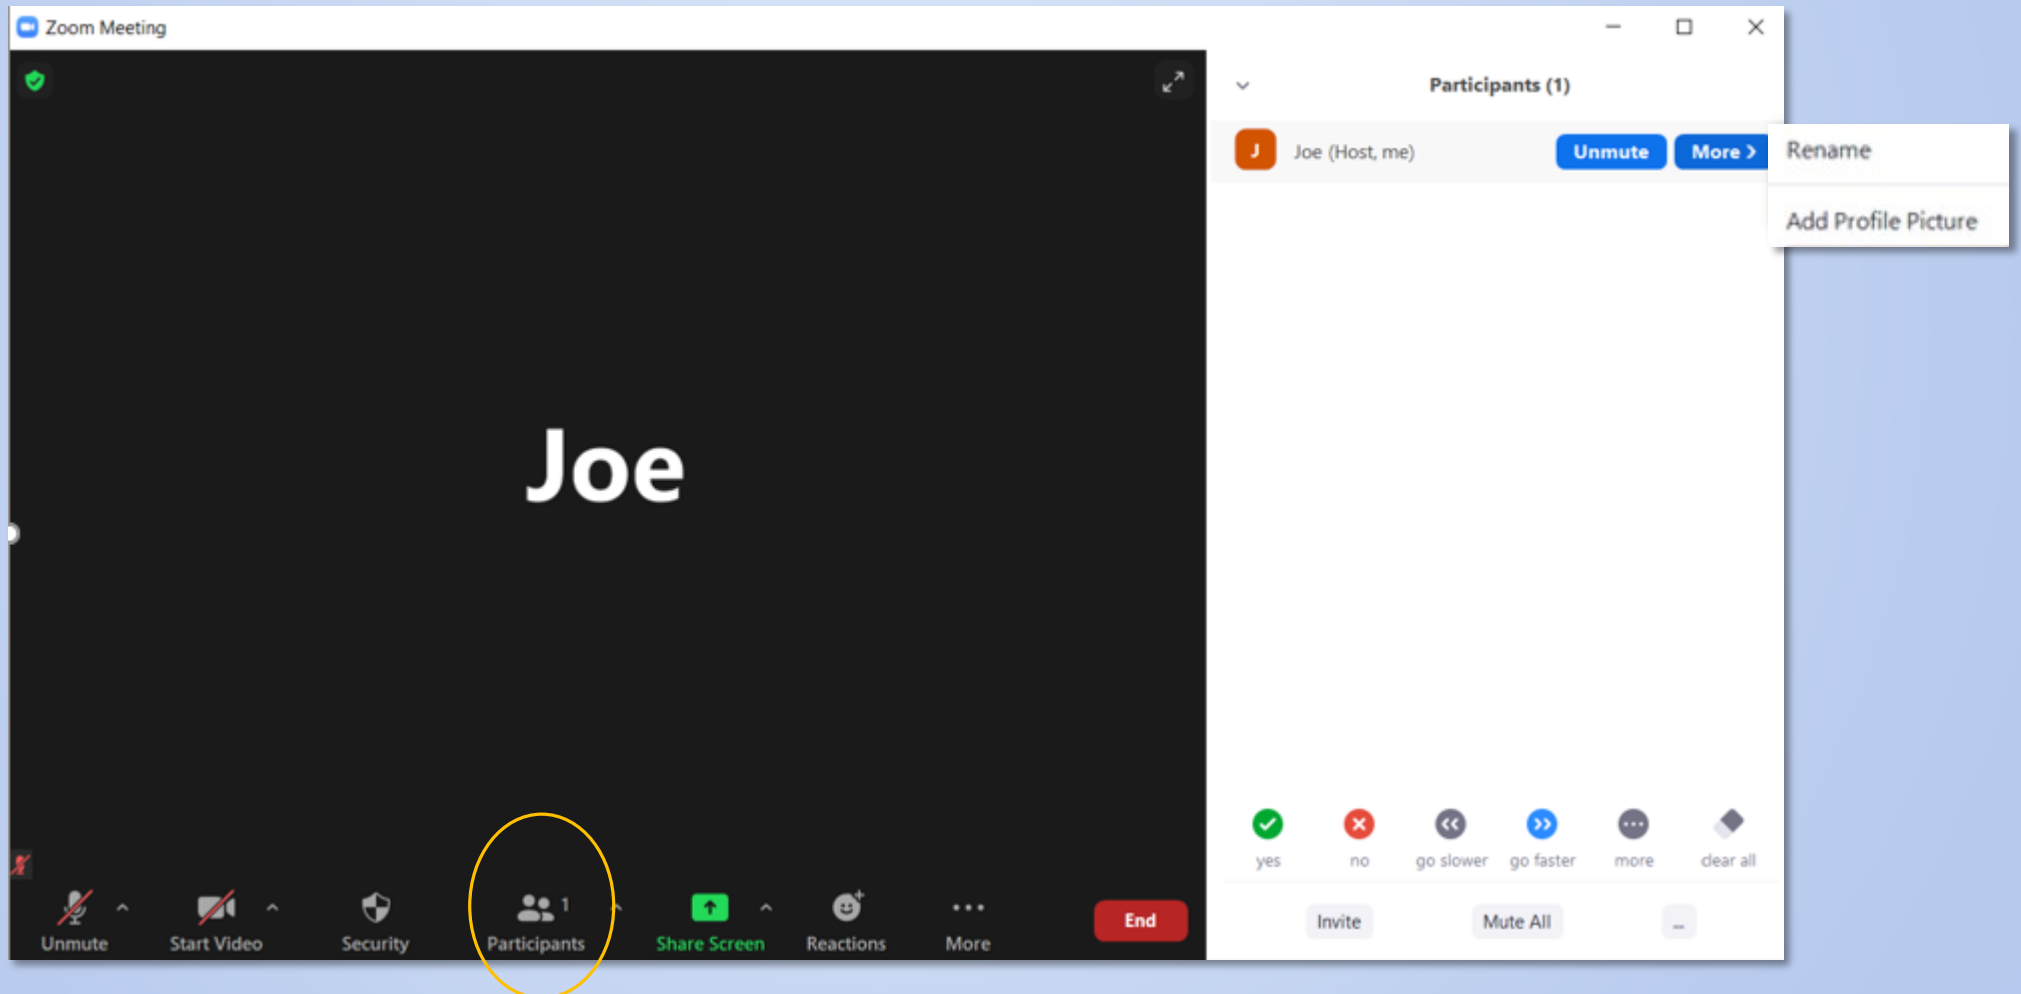 Zoom Meeting
Participants (1)
J
Joe (Host, me)
Unmute
More >
Rename
Add Profile Picture
Joe
yes
no
go slower
go faster
more
clear all
Invite
Mute All
...
Unmute
Start Video
Security
1
Participants
Share Screen
Reactions
More
End